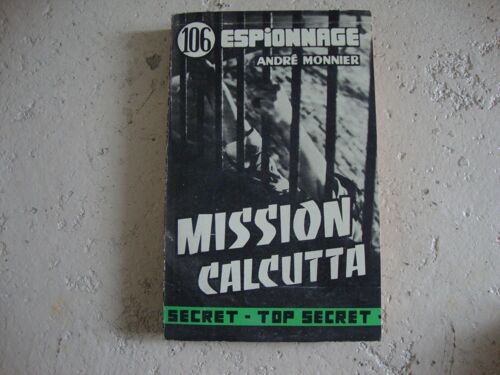 106 ESPiONNAGE
ANDRÉ MONNIER
MISSION
CALCUTTA
SECRET - TOP SECRET -